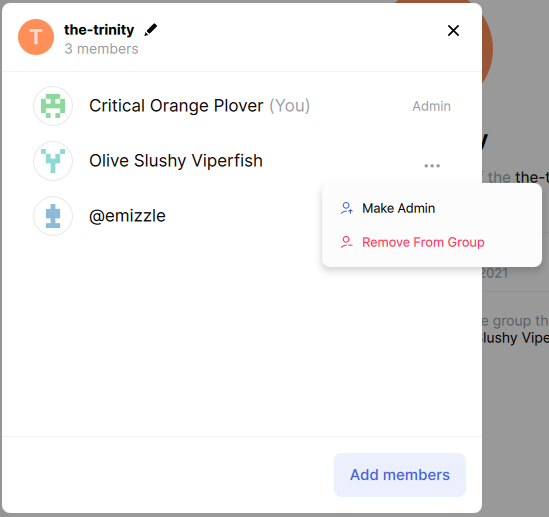 T
the-trinity
3 members
Critical Orange Plover (You)
Admin
Olive Slushy Viperfish
...
@emizzle
Make Admin
Remove From Group
Add members
y
the the-t
2021
e group th
lushy Vipe